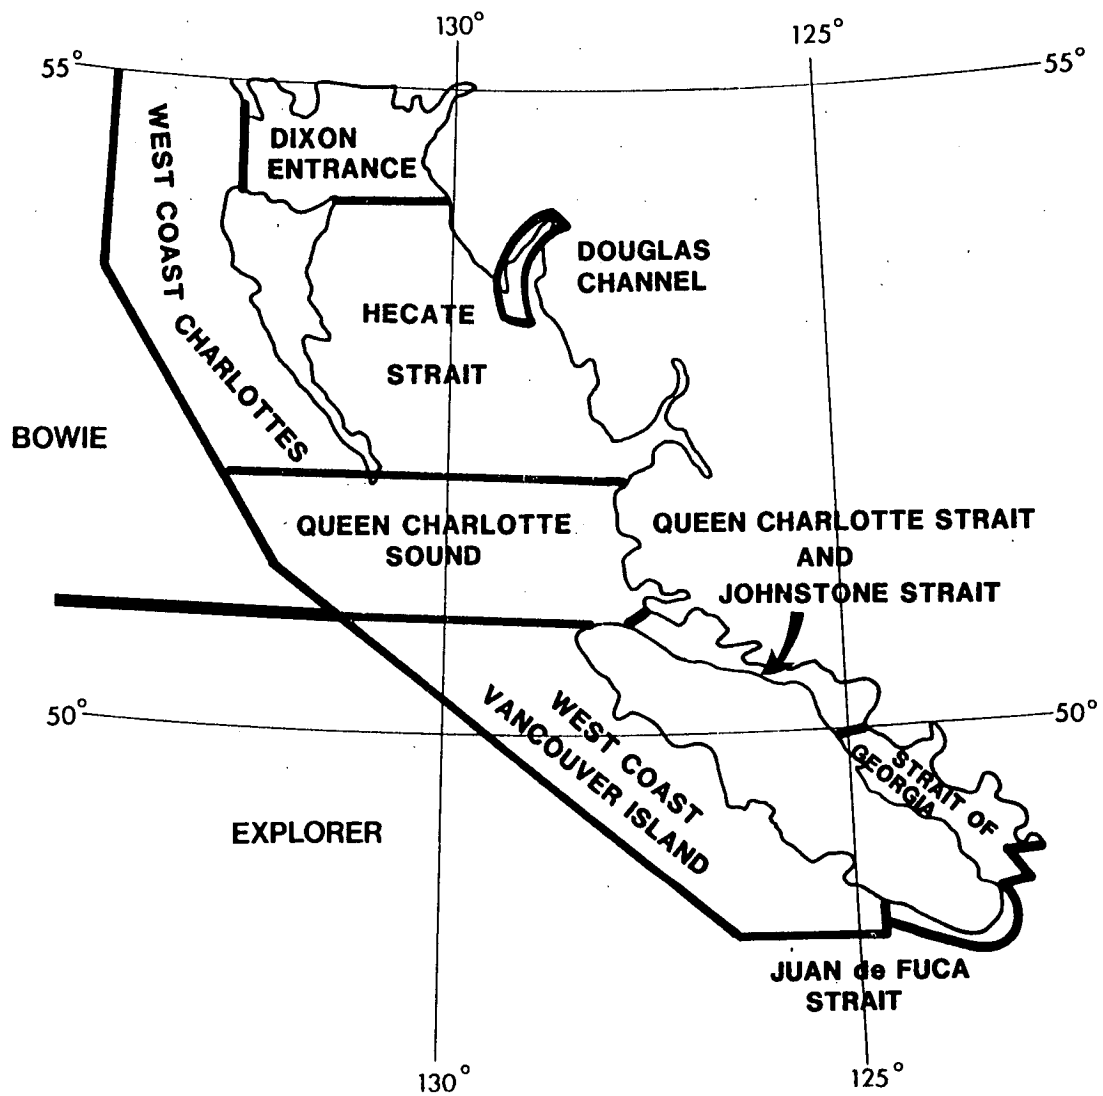 130°
125°
55°
55°
WEST COAST CHARLOTTES
DIXON
ENTRANCE
DOUGLAS
CHANNEL
HECATE
STRAIT
BOWIE
QUEEN CHARLOTTE
SOUND
QUEEN CHARLOTTE STRAIT
AND
JOHNSTONE STRAIT
50°
50°
WEST COAST
VANCOUVER ISLAND
STRAIT OF
GEORGIA
EXPLORER
JUAN de FUCA
STRAIT
130°
125°